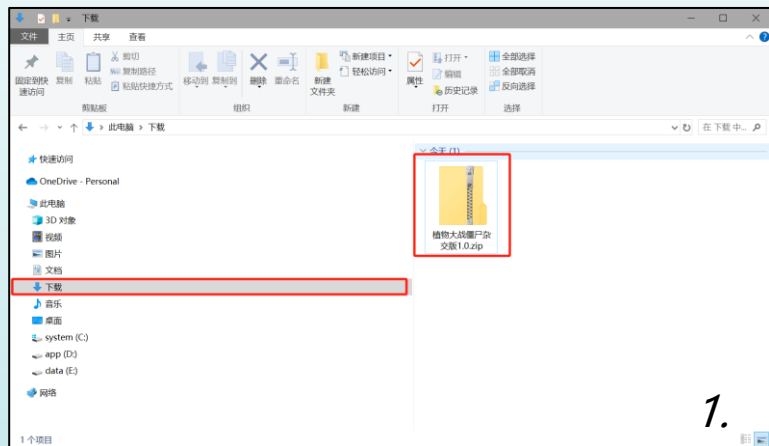 下载
文件 主页 共享 查看
固定到快速访问
复制
粘贴
剪切
复制路径
粘贴快捷方式
剪贴板
移动到 复制到 删除 重命名
组织
新建文件夹
新建项目
轻松访问
新建
属性
打开
编辑
历史记录
打开
全部选择
全部取消
反向选择
选择
此电脑 > 下载
在 下载 中...
快速访问
OneDrive - Personal
此电脑
3D 对象
视频
图片
文档
下载
音乐
桌面
system (C:)
app (D:)
data (E:)
网络
今天 (1)
植物大战僵尸杂
交版1.0.zip
1.
1 个项目